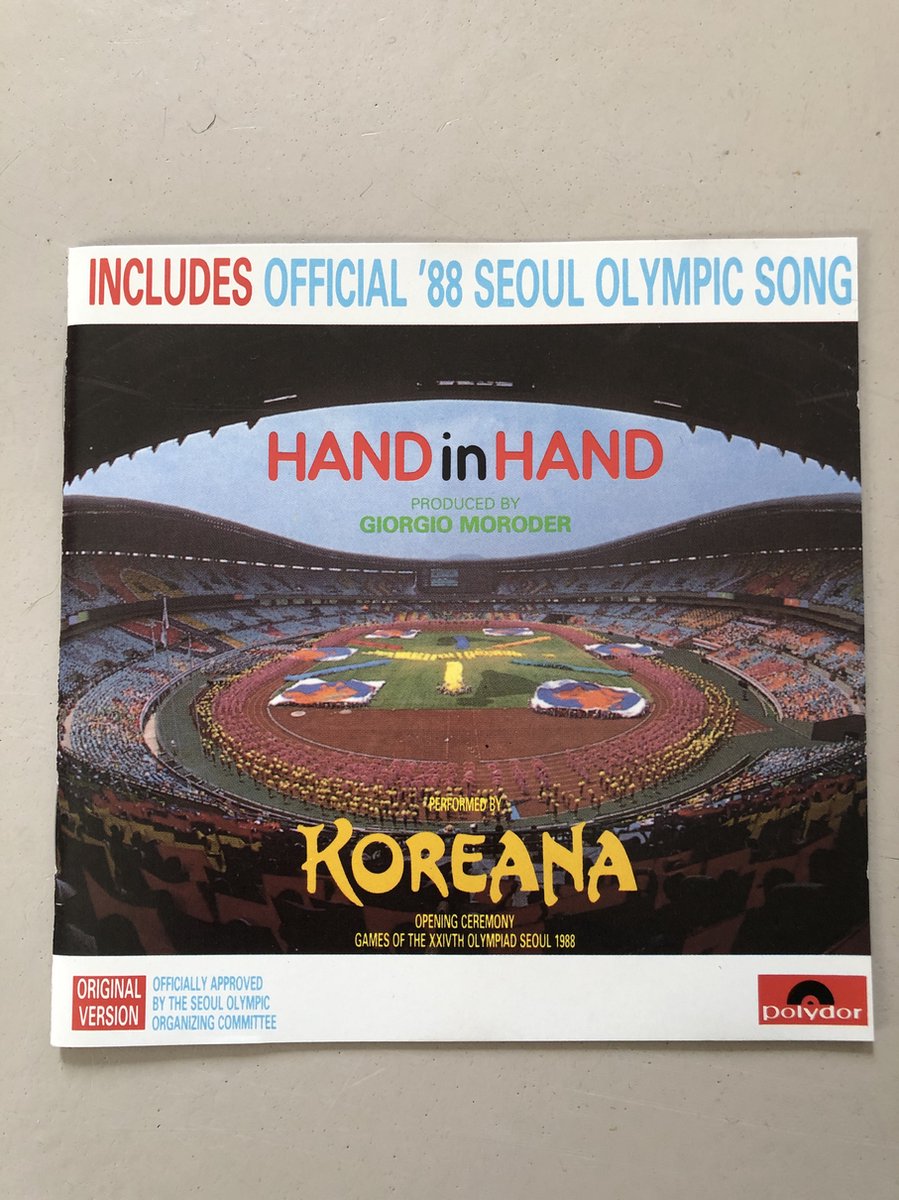 INCLUDES OFFICIAL '88 SEOUL OLYMPIC SONG
HAND in HAND
PRODUCED BY
GIORGIO MORODER
PERFORMED BY
KOREANA
OPENING CEREMONY
GAMES OF THE XXIVTH OLYMPIAD SEOUL 1988
ORIGINAL
VERSION
OFFICIALLY APPROVED
BY THE SEOUL OLYMPIC
ORGANIZING COMMITTEE
polydor